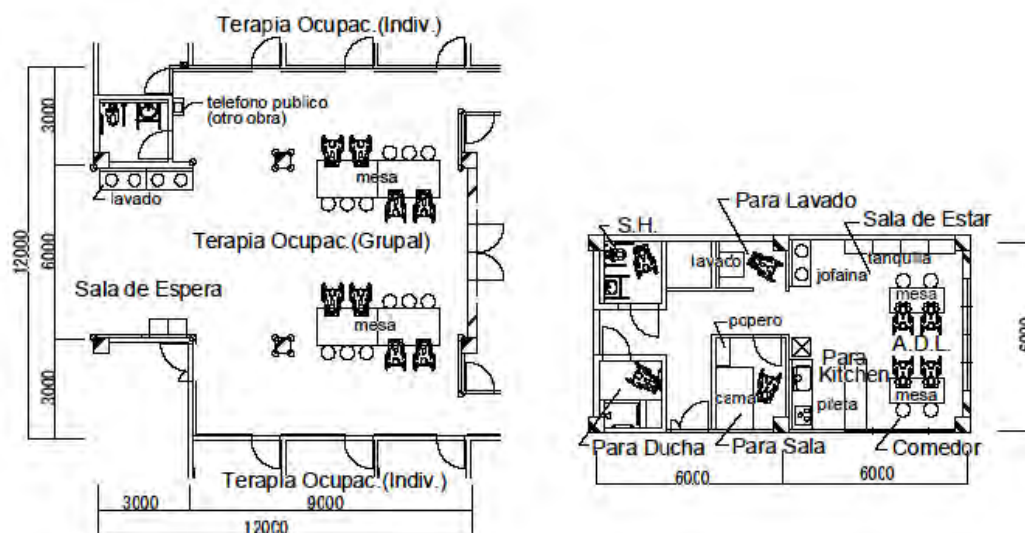 Terapia Ocupac.(Indiv.)
telefono publico
(otro obra)
mesa
lavado
Terapia Ocupac.(Grupal)
Sala de Espera
mesa
Terapia Ocupac.(Indiv.)
3000
6000
3000
12000
3000
9000
12000
Para Lavado
S.H.
Sala de Estar
lavado
tanquilla
jofaina
mesa
popero
A.D.L.
Para
Kitchen
cama
pileta
mesa
Para Ducha
Para Sala
Comedor
6000
6000
6000